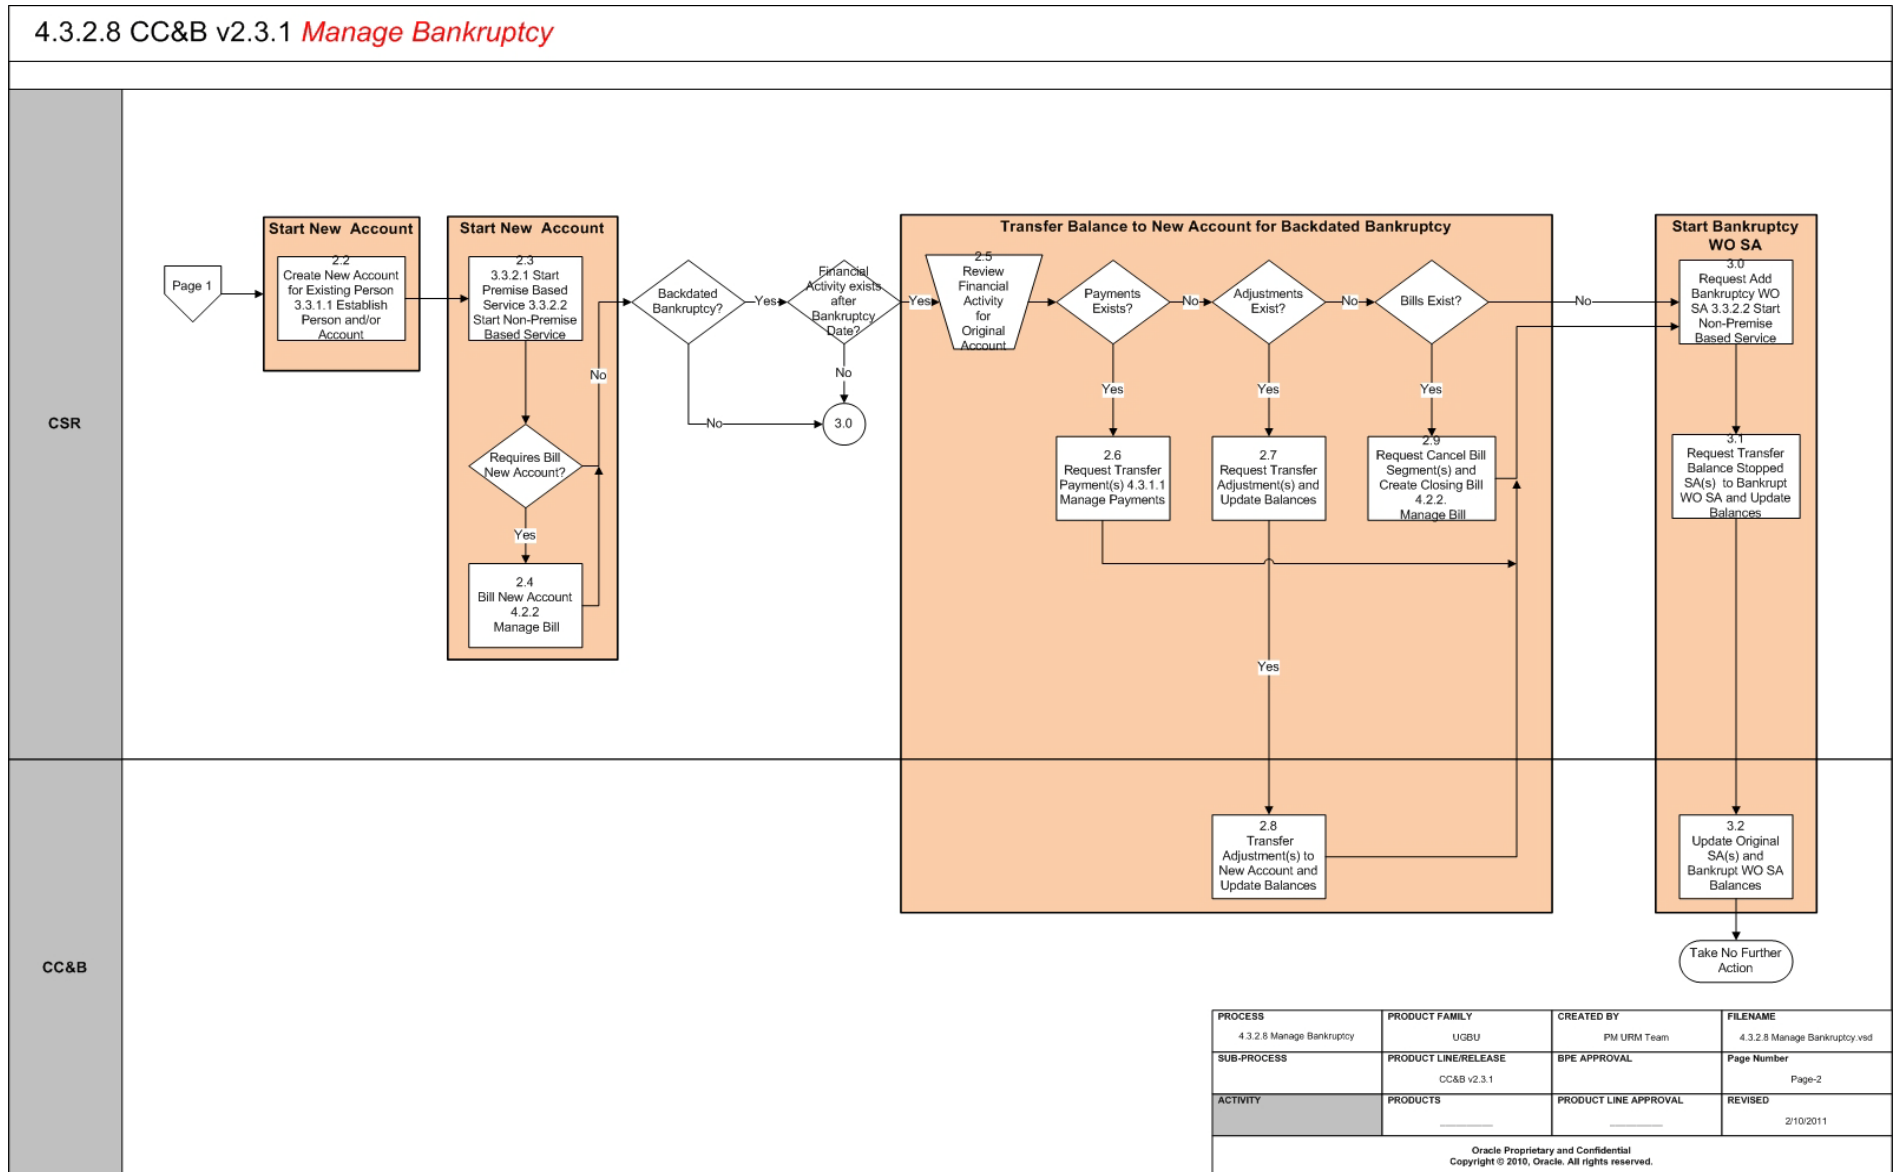 4.3.2.8 CC&B v2.3.1 Manage Bankruptcy
CSR
CC&B
Page 1
Start New Account
2.2
Create New Account
for Existing Person
3.3.1.1 Establish
Person and/or
Account
Start New Account
2.3
3.3.2.1 Start
Premise Based
Service 3.3.2.2
Start Non-Premise
Based Service
Requires Bill
New Account?
No
Yes
2.4
Bill New Account
4.2.2
Manage Bill
Backdated
Bankruptcy?
Yes
No
Financial
Activity exists
after
Bankruptcy
Date?
Yes
No
3.0
Transfer Balance to New Account for Backdated Bankruptcy
2.5
Review
Financial
Activity
for
Original
Account
Payments
Exists?
No
Yes
Adjustments
Exist?
No
Yes
Bills Exist?
No
Yes
2.6
Request Transfer
Payment(s) 4.3.1.1
Manage Payments
2.7
Request Transfer
Adjustment(s) and
Update Balances
2.9
Request Cancel Bill
Segment(s) and
Create Closing Bill
4.2.2.
Manage Bill
Yes
2.8
Transfer
Adjustment(s) to
New Account and
Update Balances
Start Bankruptcy
WO SA
3.0
Request Add
Bankruptcy WO
SA 3.3.2.2 Start
Non-Premise
Based Service
3.1
Request Transfer
Balance Stopped
SA(s) to Bankrupt
WO SA and Update
Balances
3.2
Update Original
SA(s) and
Bankrupt WO SA
Balances
Take No Further
Action
PROCESS
4.3.2.8 Manage Bankruptcy
PRODUCT FAMILY
UGBU
CREATED BY
PM URM Team
FILENAME
4.3.2.8 Manage Bankruptcy.vsd
SUB-PROCESS
PRODUCT LINE/RELEASE
CC&B v2.3.1
BPE APPROVAL
Page Number
Page-2
ACTIVITY
PRODUCTS
PRODUCT LINE APPROVAL
REVISED
2/10/2011
Oracle Proprietary and Confidential
Copyright © 2010, Oracle. All rights reserved.